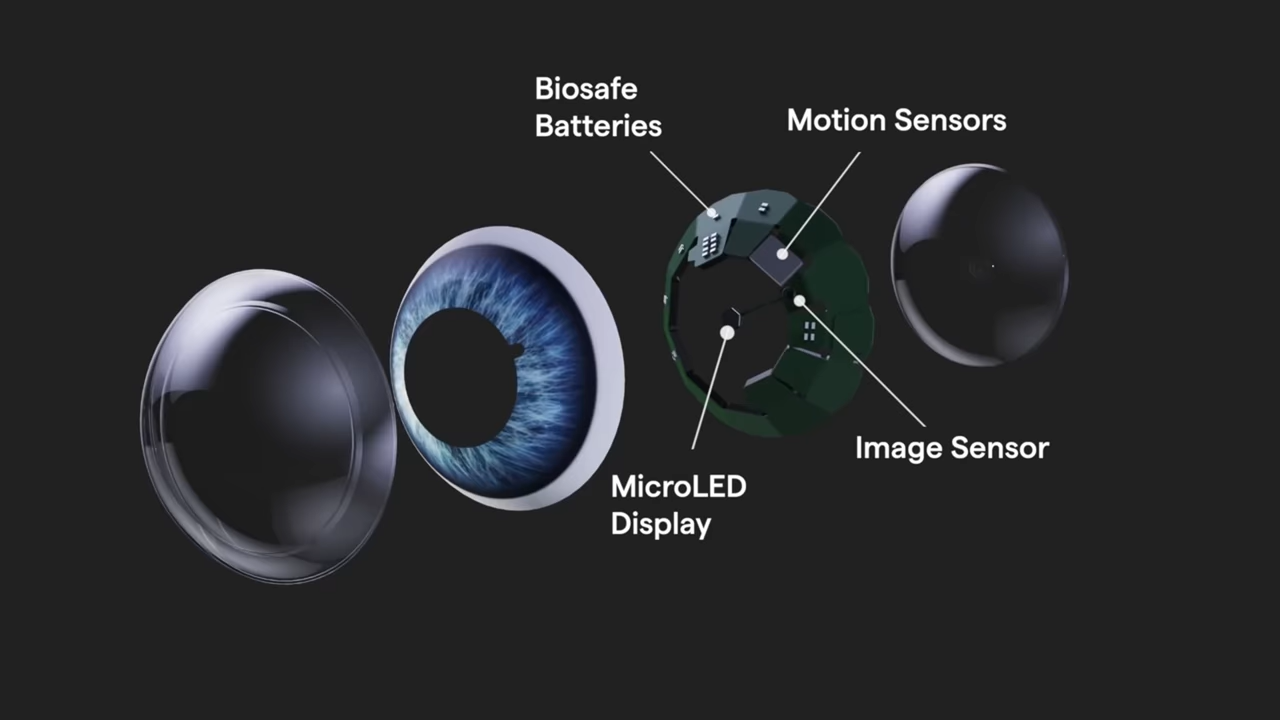 Biosafe
Batteries
Motion Sensors
Image Sensor
MicroLED
Display